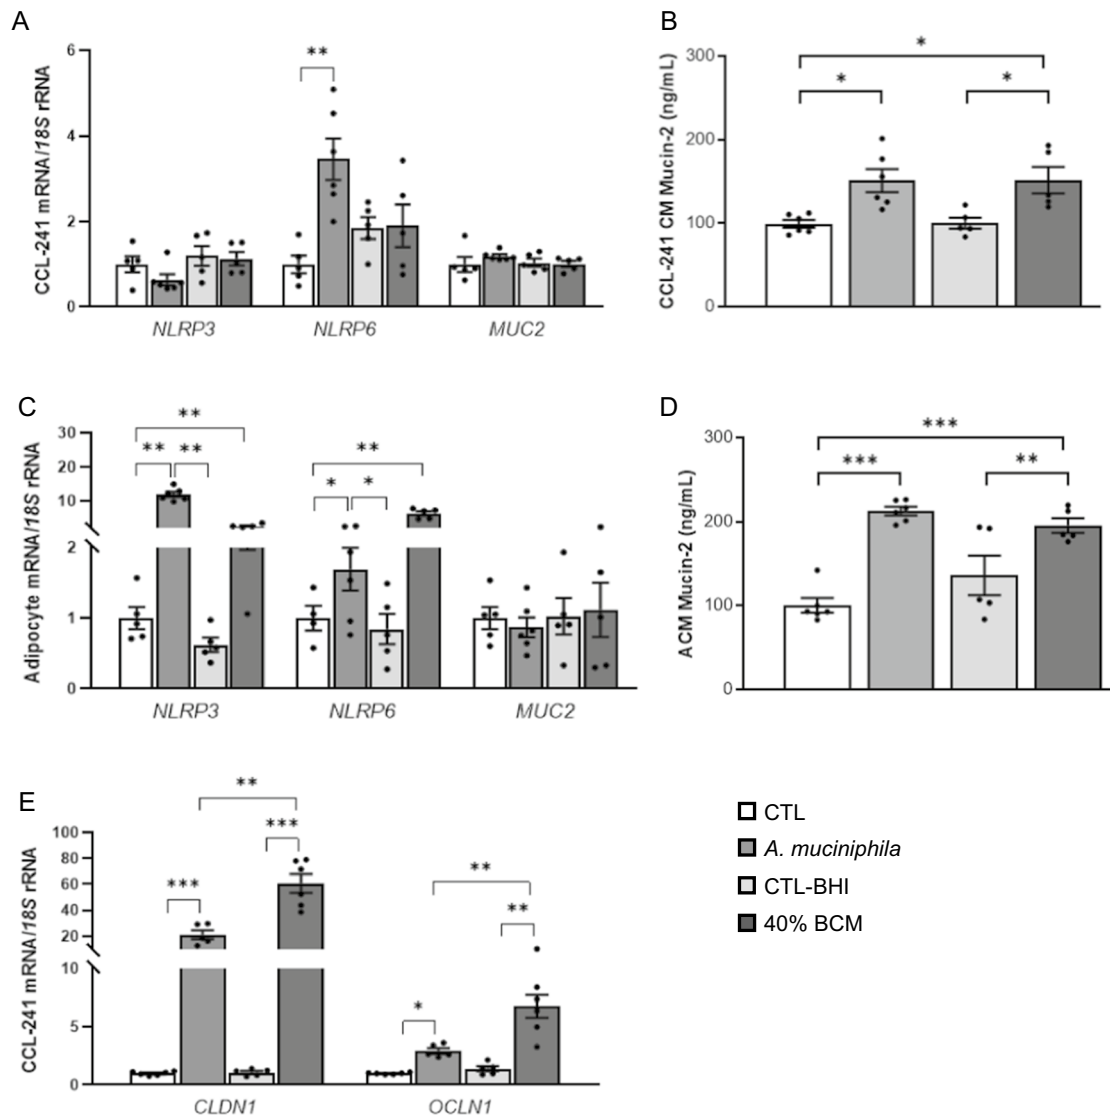 A
CCL-241 mRNA/18S rRNA
6
4
2
0
**
NLRP3 NLRP6 MUC2
B
CCL-241 CM Mucin-2 (ng/mL)
300
200
100
0
*
* *
C
Adipocyte mRNA/18S rRNA
30
20
10
2
1
0
**
** **
**
* *
NLRP3 NLRP6 MUC2
D
ACM Mucin-2 (ng/mL)
300
200
100
0
***
*** **
E
CCL-241 mRNA/18S rRNA
100
80
60
40
20
10
5
0
**
***
***
**
**
*
CLDN1 OCLN1
CTL
A. muciniphila
CTL-BHI
40% BCM